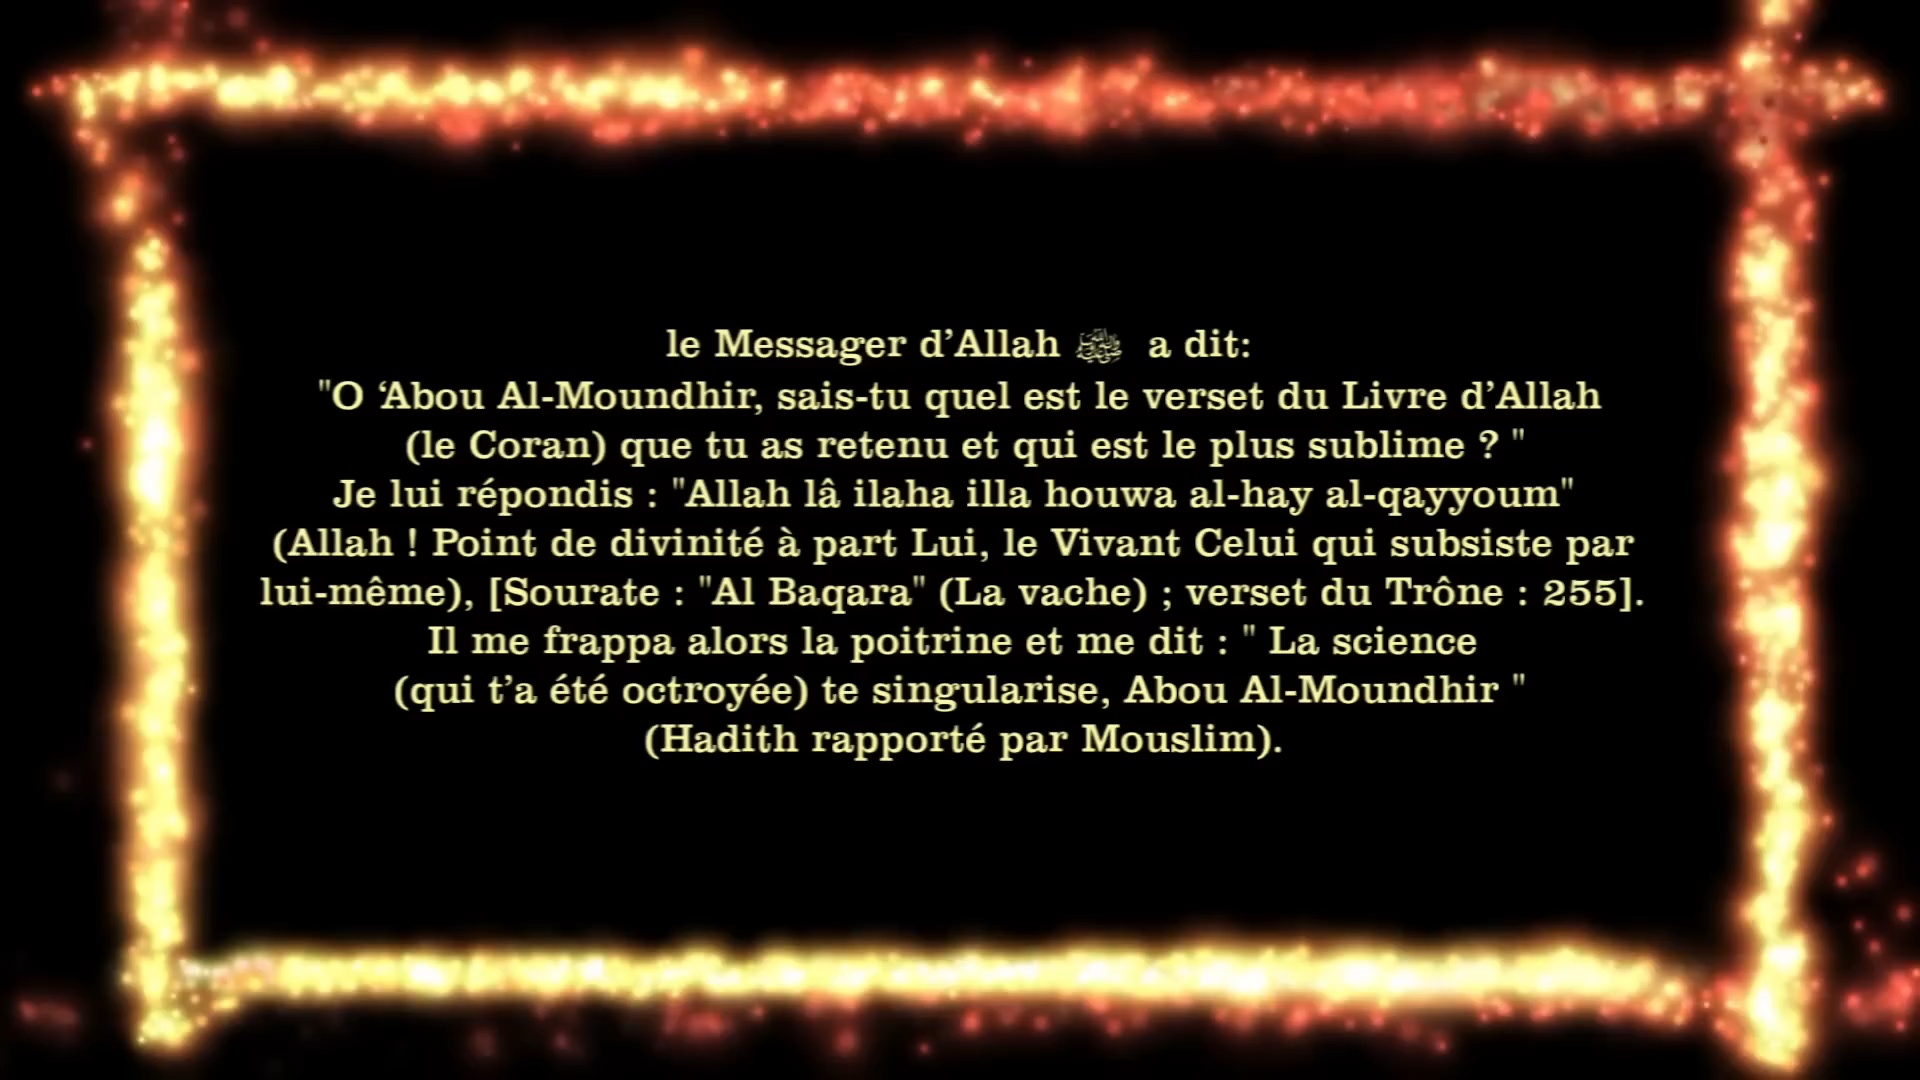 le Messager d’Allah ﷺ a dit:
"O ‘Abou Al-Moundhir, sais-tu quel est le verset du Livre d’Allah
(le Coran) que tu as retenu et qui est le plus sublime ? "
Je lui répondis : "Allah lâ ilaha illa houwa al-hay al-qayyoum"
(Allah ! Point de divinité à part Lui, le Vivant Celui qui subsiste par
lui-même), [Sourate : "Al Baqara" (La vache) ; verset du Trône : 255].
Il me frappa alors la poitrine et me dit : " La science
(qui t’a été octroyée) te singularise, Abou Al-Moundhir "
(Hadith rapporté par Mouslim).